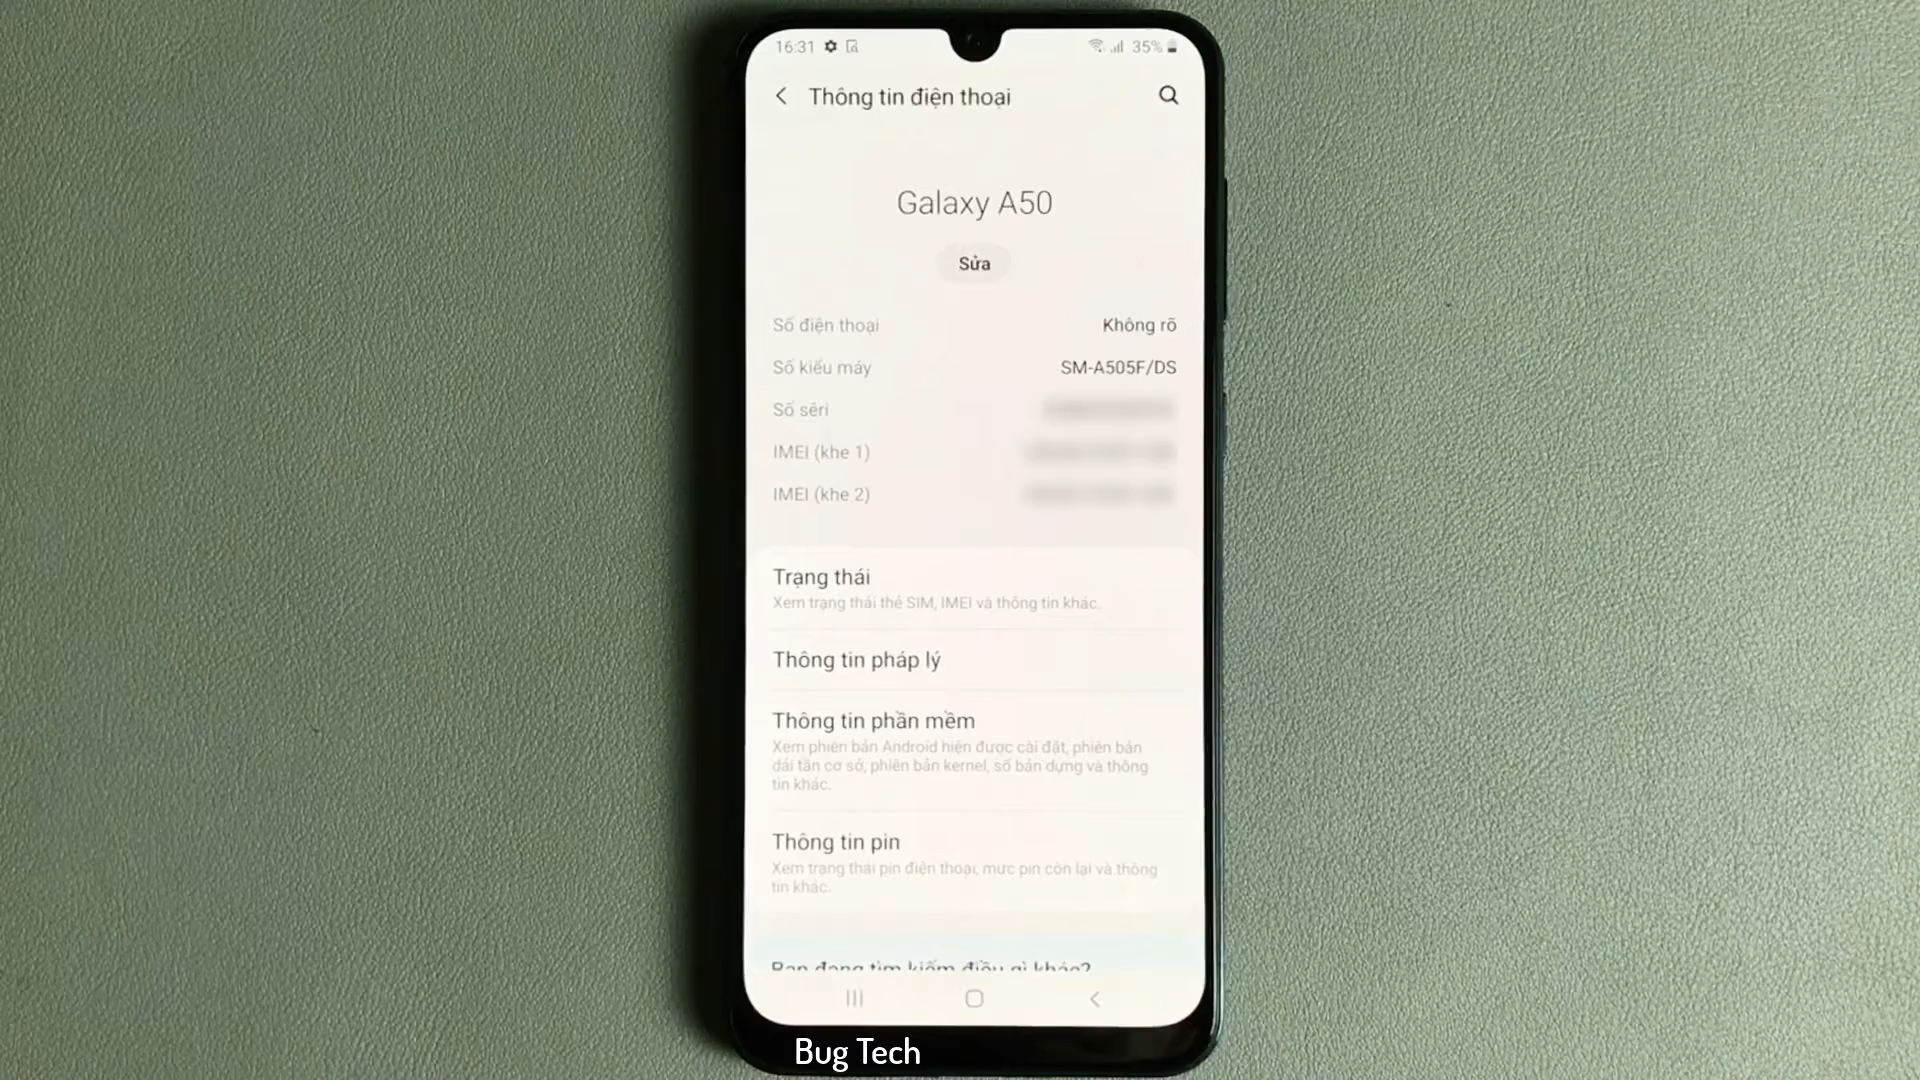 16:31 35%
Thông tin điện thoại
Galaxy A50
Sửa
Số điện thoại Không rõ
Số kiểu máy SM-A505F/DS
Số sêri
IMEI (khe 1)
IMEI (khe 2)
Trạng thái
Xem trạng thái thẻ SIM, IMEI và thông tin khác.
Thông tin pháp lý
Thông tin phần mềm
Xem phiên bản Android hiện được cài đặt, phiên bản
dải tần cơ sở, phiên bản kernel, số bản dựng và thông
tin khác.
Thông tin pin
Xem trạng thái pin điện thoại, mức pin còn lại và thông
tin khác.
Bạn đang tìm kiếm điều gì khác?
Bug Tech